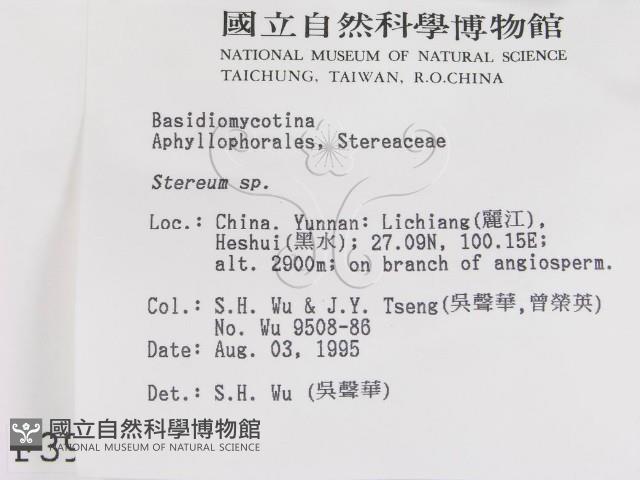 國立自然科學博物館
NATIONAL MUSEUM OF NATURAL SCIENCE
TAICHUNG, TAIWAN, R.O.CHINA
Basidiomycotina
Aphyllophorales, Stereaceae
Stereum sp.
Loc.: China. Yunnan: Lichiang(麗江),
Heshui(黑水); 27.09N, 100.15E;
alt. 2900m; on branch of angiosperm.
Col.: S.H. Wu & J.Y. Tseng(吳聲華,曾榮英)
No. Wu 9508-86
Date: Aug. 03, 1995
Det.: S.H. Wu (吳聲華)
國立自然科學博物館
NATIONAL MUSEUM OF NATURAL SCIENCE